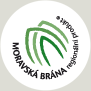 MORAVSKÁ BRÁNA
regionální produkt®